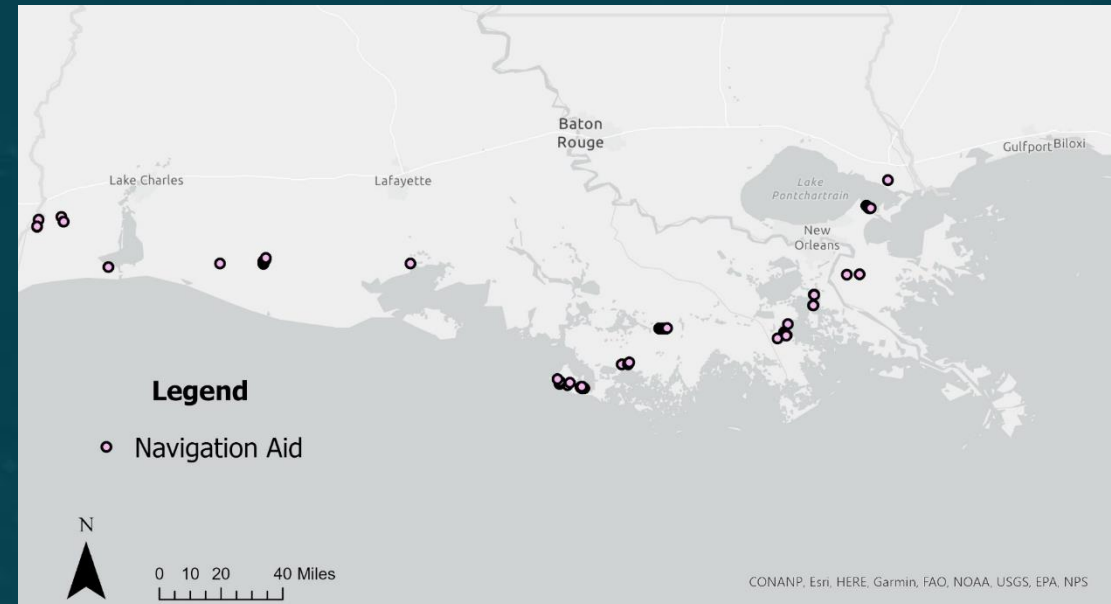 Baton
Rouge
Gulfport Biloxi
Lake Charles
Lafayette
Lake
Pontchartrain
New
Orleans
Legend
Navigation Aid
N
0 10 20 40 Miles
CONANP, Esri, HERE, Garmin, FAO, NOAA, USGS, EPA, NPS